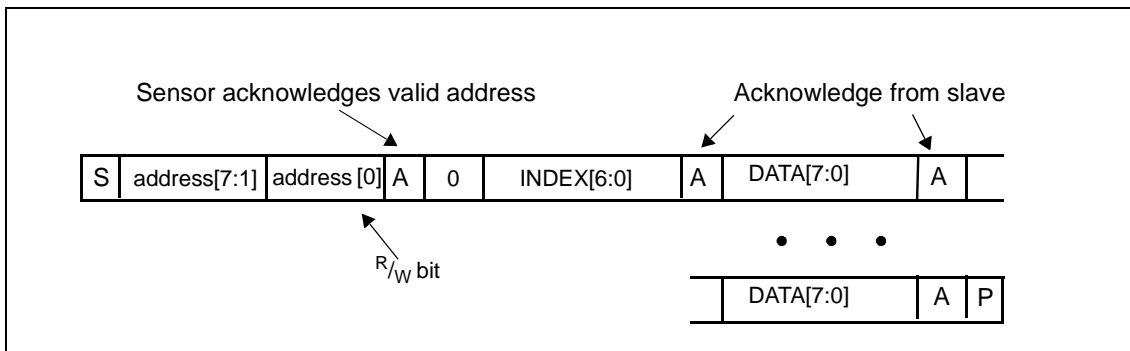 Sensor acknowledges valid address Acknowledge from slave
S address[7:1] address [0] A 0 INDEX[6:0] A DATA[7:0] A
R/W bit
DATA[7:0] A P